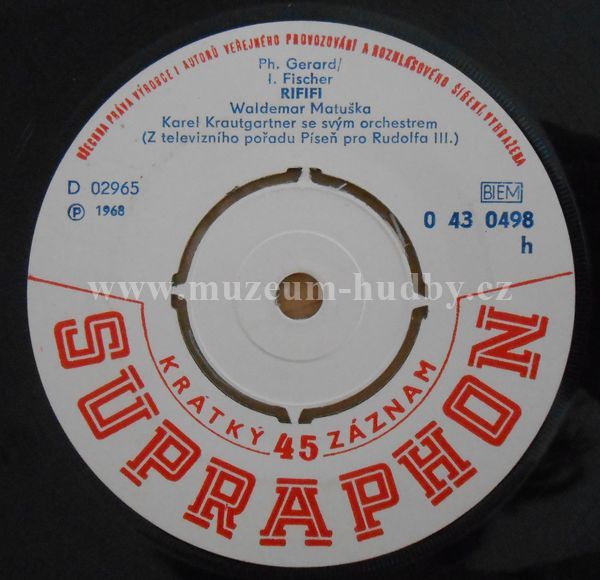 VŠECHNA PRÁVA VÝROBCE I AUTORŮ VEŘEJNÉHO PROVOZOVÁNÍ A ROZHLASOVÉHO ŠÍŘENÍ VYHRAŽENA
Ph. Gerard/
I. Fischer
RIFIFI
Waldemar Matuška
Karel Krautgartner se svým orchestrem
(Z televizního pořadu Píseň pro Rudolfa III.)
D 02965
Ⓟ 1968
BIEM
0 43 0498
h
www.muzeum-hudby.cz
KRÁTKÝ 45 ZÁZNAM
SUPRAPHON